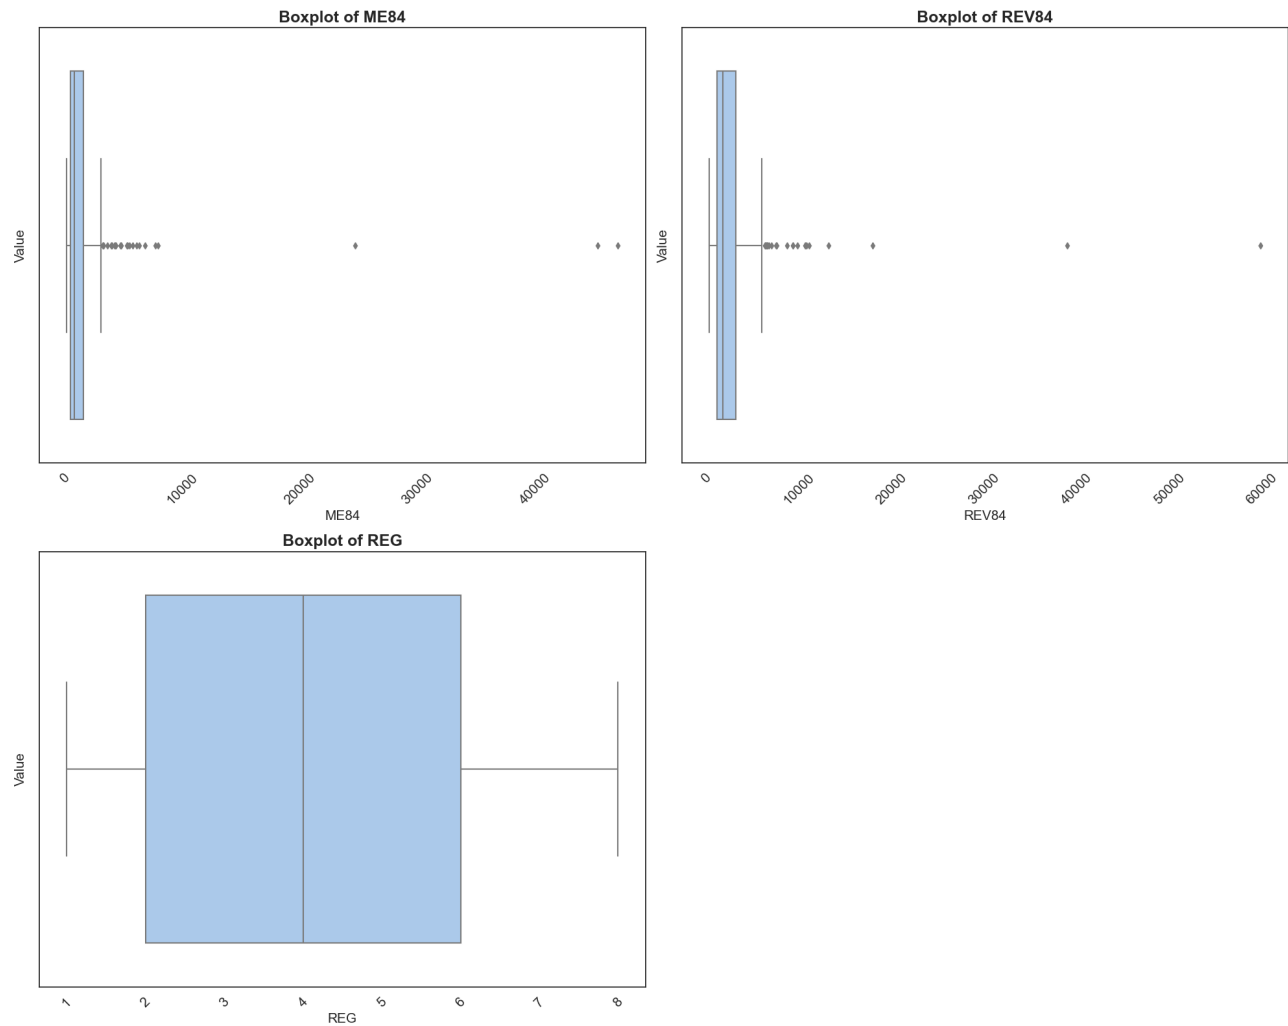 Boxplot of ME84
Value
0 10000 20000 30000 40000
ME84
Boxplot of REV84
Value
0 10000 20000 30000 40000 50000 60000
REV84
Boxplot of REG
Value
1 2 3 4 5 6 7 8
REG